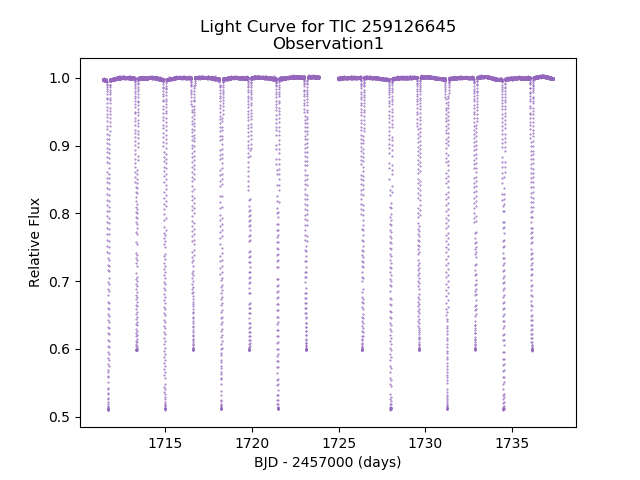 Light Curve for TIC 259126645
Observation1
Relative Flux
1.0
0.9
0.8
0.7
0.6
0.5
1715
1720
1725
1730
1735
BJD - 2457000 (days)